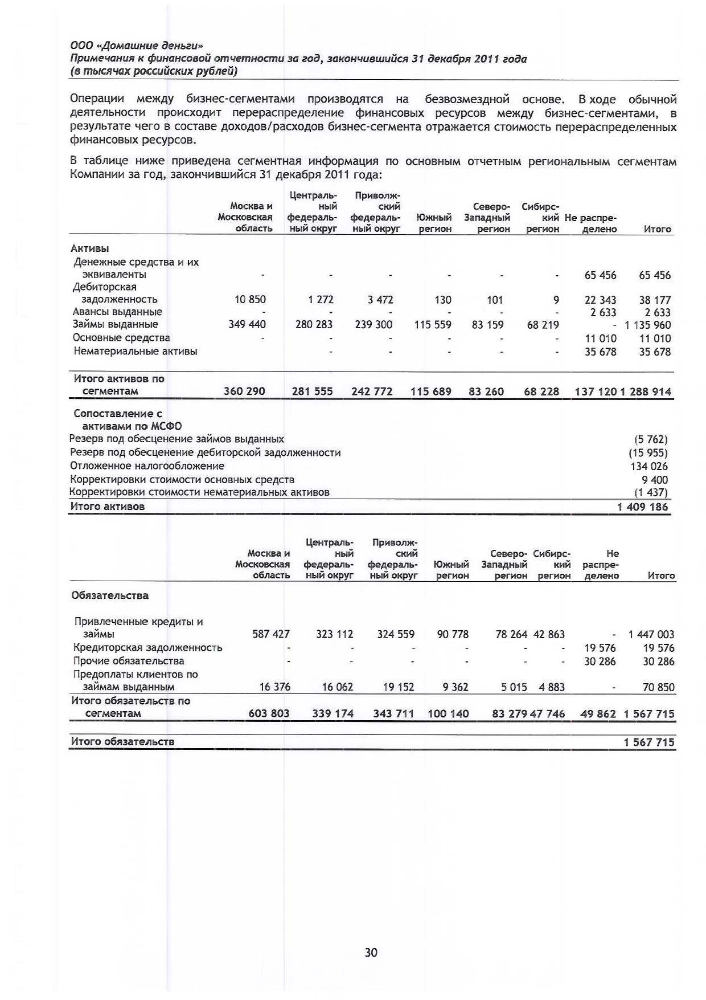 ООО «Домашние деньги»
Примечания к финансовой отчетности за год, закончившийся 31 декабря 2011 года
(в тысячах российских рублей)
Операции между бизнес-сегментами производятся на безвозмездной основе. В ходе обычной
деятельности происходит перераспределение финансовых ресурсов между бизнес-сегментами, в
результате чего в составе доходов/расходов бизнес-сегмента отражается стоимость перераспределенных
финансовых ресурсов.
В таблице ниже приведена сегментная информация по основным отчетным региональным сегментам
Компании за год, закончившийся 31 декабря 2011 года:
Централь- Приволж-
Москва и ный ский Северо- Сибирс-
Московская федераль- федераль- Южный Западный кий Не распре-
область ный округ ный округ регион регион регион делено Итого
Активы
Денежные средства и их
эквиваленты - - - - - - 65 456 65 456
Дебиторская
задолженность 10 850 1 272 3 472 130 101 9 22 343 38 177
Авансы выданные - - - - - - 2 633 2 633
Займы выданные 349 440 280 283 239 300 115 559 83 159 68 219 - 1 135 960
Основные средства - - - - - - 11 010 11 010
Нематериальные активы - - - - - 35 678 35 678
Итого активов по
сегментам 360 290 281 555 242 772 115 689 83 260 68 228 137 120 1 288 914
Сопоставление с
активами по МСФО
Резерв под обесценение займов выданных (5 762)
Резерв под обесценение дебиторской задолженности (15 955)
Отложенное налогообложение 134 026
Корректировки стоимости основных средств 9 400
Корректировки стоимости нематериальных активов (1 437)
Итого активов 1 409 186
Централь- Приволж-
Москва и ный ский Северо- Сибирс- Не
Московская федераль- федераль- Южный Западный кий распре-
область ный округ ный округ регион регион регион делено Итого
Обязательства
Привлеченные кредиты и
займы 587 427 323 112 324 559 90 778 78 264 42 863 - 1 447 003
Кредиторская задолженность - - - - - - 19 576 19 576
Прочие обязательства - - - - - - 30 286 30 286
Предоплаты клиентов по
займам выданным 16 376 16 062 19 152 9 362 5 015 4 883 - 70 850
Итого обязательств по
сегментам 603 803 339 174 343 711 100 140 83 279 47 746 49 862 1 567 715
Итого обязательств 1 567 715
30